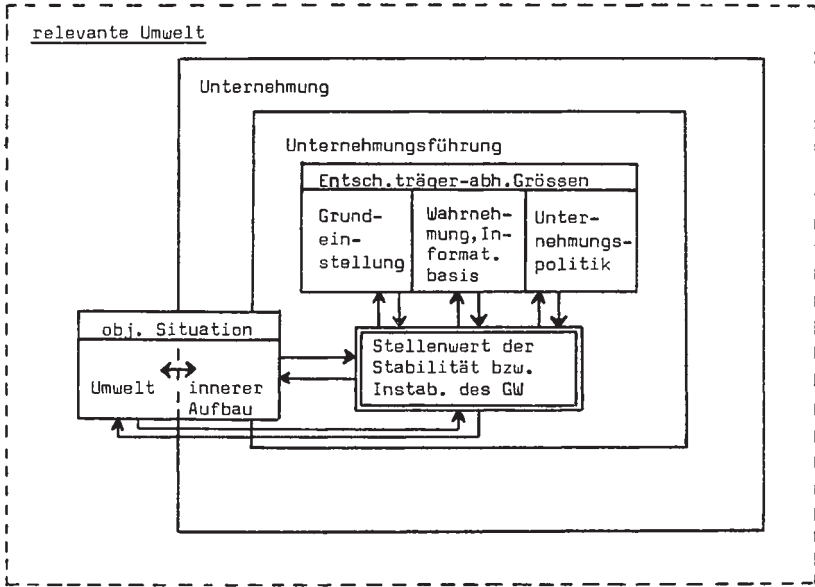 relevante Umwelt
Unternehmung
Unternehmungsführung
Entsch.träger-abh.Grössen
Grund-
ein-
stellung
Wahrneh-
mung,In-
format.
basis
Unter-
nehmungs-
politik
obj. Situation
Umwelt
innerer
Aufbau
Stellenwert der
Stabilität bzw.
Instab. des GW